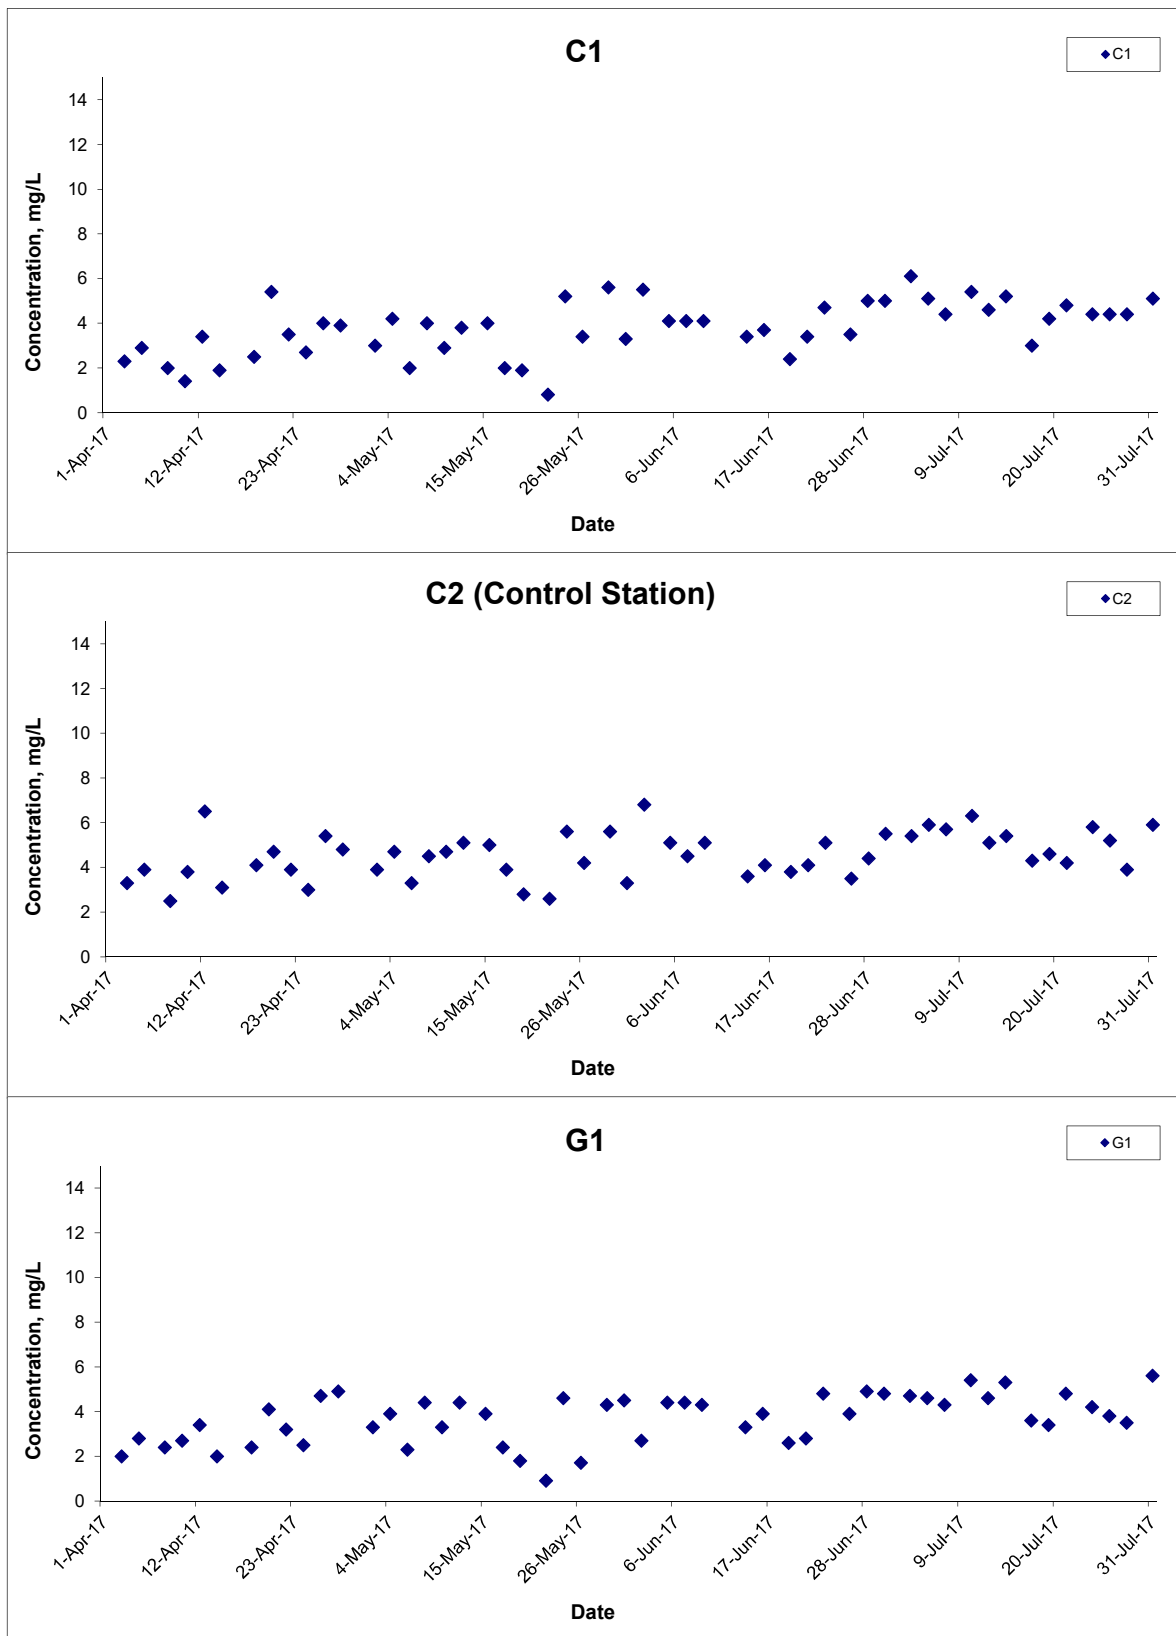 C1
C1
14
12
10
8
6
4
2
0
Concentration, mg/L
1-Apr-17
12-Apr-17
23-Apr-17
4-May-17
15-May-17
26-May-17
6-Jun-17
17-Jun-17
28-Jun-17
9-Jul-17
20-Jul-17
31-Jul-17
Date
C2 (Control Station)
C2
14
12
10
8
6
4
2
0
Concentration, mg/L
1-Apr-17
12-Apr-17
23-Apr-17
4-May-17
15-May-17
26-May-17
6-Jun-17
17-Jun-17
28-Jun-17
9-Jul-17
20-Jul-17
31-Jul-17
Date
G1
G1
14
12
10
8
6
4
2
0
Concentration, mg/L
1-Apr-17
12-Apr-17
23-Apr-17
4-May-17
15-May-17
26-May-17
6-Jun-17
17-Jun-17
28-Jun-17
9-Jul-17
20-Jul-17
31-Jul-17
Date